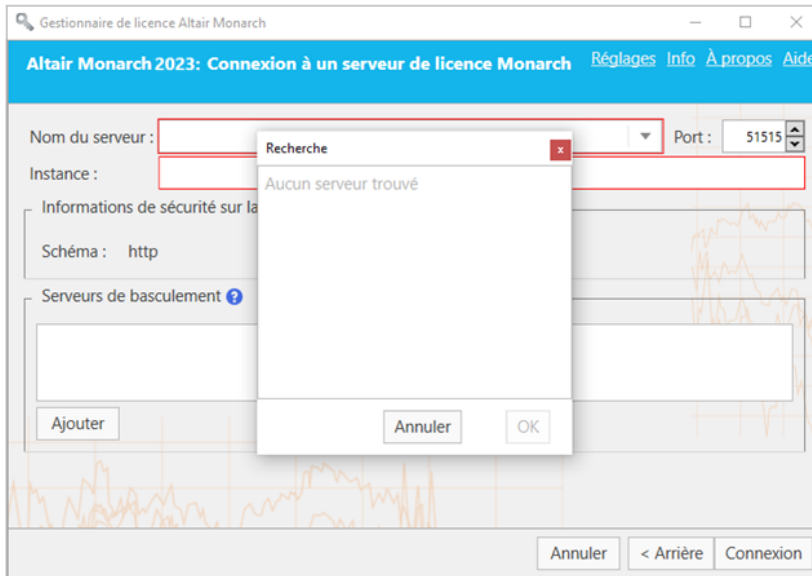 Gestionnaire de licence Altair Monarch
Altair Monarch 2023: Connexion à un serveur de licence Monarch
Réglages Info À propos Aide
Nom du serveur :
Port : 51515
Recherche
x
Aucun serveur trouvé
Instance :
Informations de sécurité sur la
Schéma : http
Serveurs de basculement ?
Ajouter
Annuler OK
Annuler < Arrière Connexion